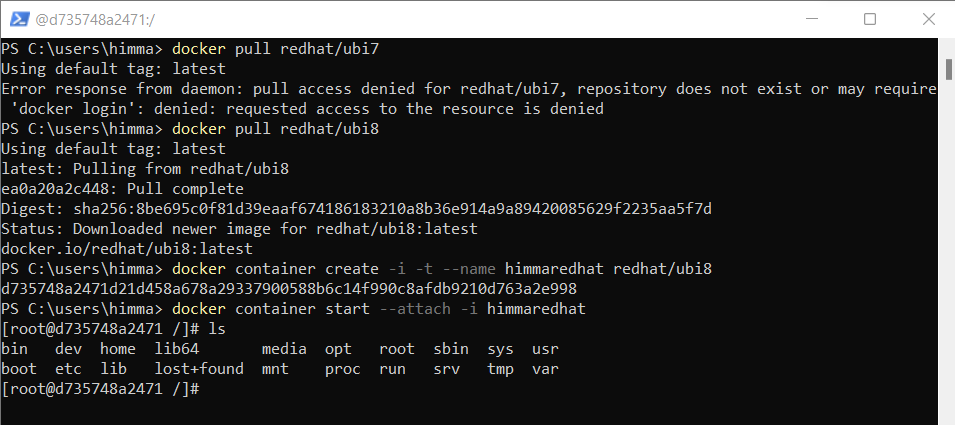 @d735748a2471:/
PS C:\users\himma> docker pull redhat/ubi7
Using default tag: latest
Error response from daemon: pull access denied for redhat/ubi7, repository does not exist or may require
 'docker login': denied: requested access to the resource is denied
PS C:\users\himma> docker pull redhat/ubi8
Using default tag: latest
latest: Pulling from redhat/ubi8
ea0a20a2c448: Pull complete
Digest: sha256:8be695c0f81d39eaaf674186183210a8b36e914a9a89420085629f2235aa5f7d
Status: Downloaded newer image for redhat/ubi8:latest
docker.io/redhat/ubi8:latest
PS C:\users\himma> docker container create -i -t --name himmaredhat redhat/ubi8
d735748a2471d21d458a678a29337900588b6c14f990c8afdb9210d763a2e998
PS C:\users\himma> docker container start --attach -i himmaredhat
[root@d735748a2471 /]# ls
bin   dev  home  lib64       media  opt   root  sbin  sys  usr
boot  etc  lib   lost+found  mnt    proc  run   srv   tmp  var
[root@d735748a2471 /]#